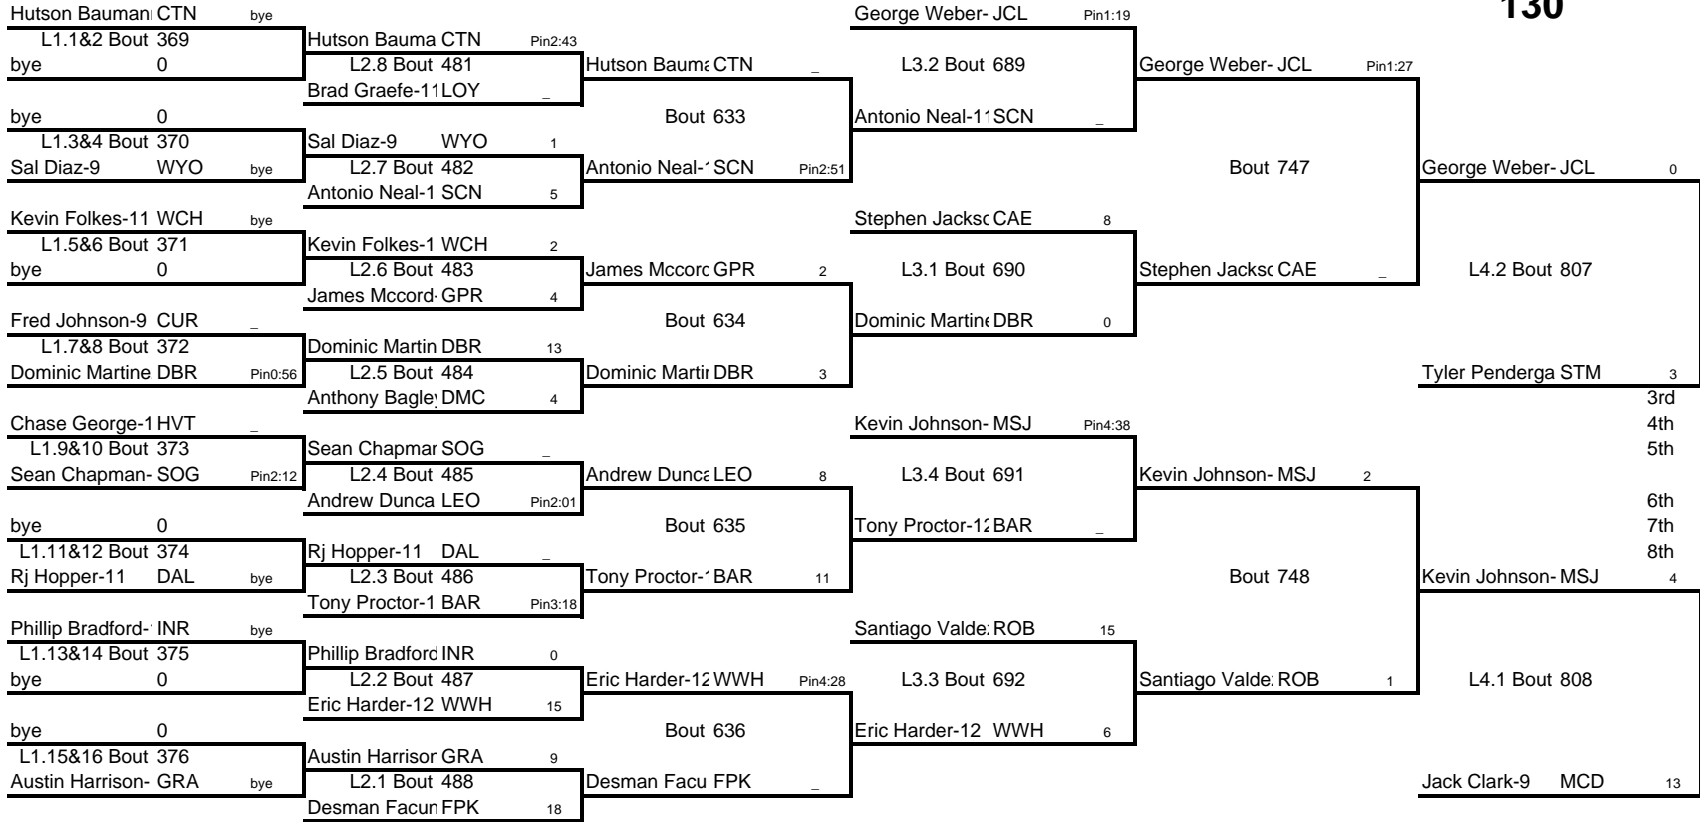 Hutson Bauman CTN bye George Weber- JCL Pin1:19 130
L1.1&2 Bout 369 Hutson Bauma CTN Pin2:43
bye 0 L2.8 Bout 481 Hutson Bauma CTN _ L3.2 Bout 689 George Weber- JCL Pin1:27
Brad Graefe-11 LOY _
bye 0 Bout 633 Antonio Neal-11 SCN _
L1.3&4 Bout 370 Sal Diaz-9 WYO 1
Sal Diaz-9 WYO bye L2.7 Bout 482 Antonio Neal-1 SCN Pin2:51 Bout 747 George Weber- JCL 0
Antonio Neal-1 SCN 5
Kevin Folkes-11 WCH bye Stephen Jackso CAE 8
L1.5&6 Bout 371 Kevin Folkes-1 WCH 2
bye 0 L2.6 Bout 483 James Mccord GPR 2 L3.1 Bout 690 Stephen Jackso CAE _ L4.2 Bout 807
James Mccord- GPR 4
Fred Johnson-9 CUR _ Bout 634 Dominic Martine DBR 0
L1.7&8 Bout 372 Dominic Martin DBR 13
Dominic Martine DBR Pin0:56 L2.5 Bout 484 Dominic Martin DBR 3 Tyler Penderga STM 3
Anthony Bagley DMC 4 3rd
Chase George-1 HVT _ Kevin Johnson- MSJ Pin4:38 4th
L1.9&10 Bout 373 Sean Chapman SOG _ 5th
Sean Chapman- SOG Pin2:12 L2.4 Bout 485 Andrew Dunca LEO 8 L3.4 Bout 691 Kevin Johnson- MSJ 2
Andrew Dunca LEO Pin2:01 6th
bye 0 Bout 635 Tony Proctor-12 BAR _ 7th
L1.11&12 Bout 374 Rj Hopper-11 DAL _ 8th
Rj Hopper-11 DAL bye L2.3 Bout 486 Tony Proctor-1 BAR 11 Bout 748 Kevin Johnson- MSJ 4
Tony Proctor-1 BAR Pin3:18
Phillip Bradford- INR bye Santiago Valdez ROB 15
L1.13&14 Bout 375 Phillip Bradford INR 0
bye 0 L2.2 Bout 487 Eric Harder-12 WWH Pin4:28 L3.3 Bout 692 Santiago Valdez ROB 1 L4.1 Bout 808
Eric Harder-12 WWH 15
bye 0 Bout 636 Eric Harder-12 WWH 6
L1.15&16 Bout 376 Austin Harrison GRA 9
Austin Harrison- GRA bye L2.1 Bout 488 Desman Facu FPK _ Jack Clark-9 MCD 13
Desman Facun FPK 18